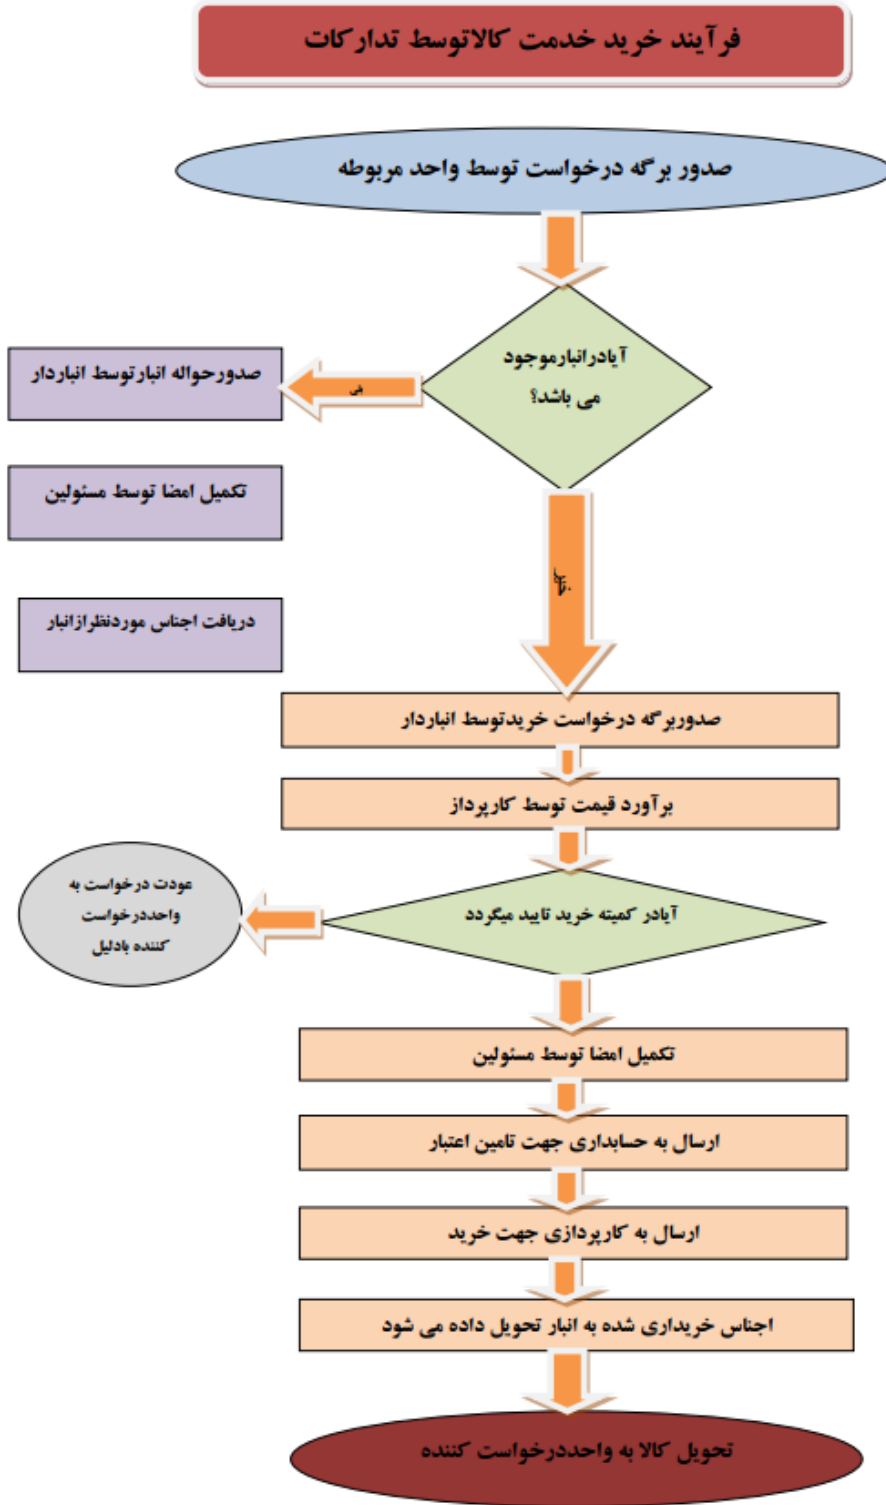 فرآیند خرید خدمت کالاتوسط تدارکات
صدور برگه درخواست توسط واحد مربوطه
آیادرانبارموجود
می باشد؟
بلی
صدورحواله انبارتوسط انباردار
تکمیل امضا توسط مسئولین
دریافت اجناس موردنظرازانبار
خیر
صدوربرگه درخواست خریدتوسط انباردار
برآورد قیمت توسط کارپرداز
آیادر کمیته خرید تایید میگردد
عودت درخواست به
واحددرخواست
کننده بادلیل
تکمیل امضا توسط مسئولین
ارسال به حسابداری جهت تامین اعتبار
ارسال به کارپردازی جهت خرید
اجناس خریداری شده به انبار تحویل داده می شود
تحویل کالا به واحددرخواست کننده